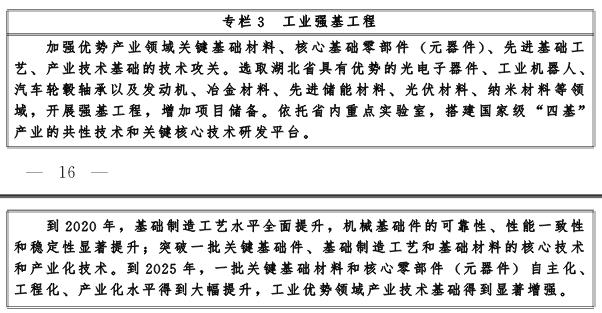 专栏 3 工业强基工程
加强优势产业领域关键基础材料、核心基础零部件（元器件）、先进基础工
艺、产业技术基础的技术攻关。选取湖北省具有优势的光电子器件、工业机器人、
汽车轮毂轴承以及发动机、冶金材料、先进储能材料、光伏材料、纳米材料等领
域，开展强基工程，增加项目储备。依托省内重点实验室，搭建国家级“四基”
产业的共性技术和关键核心技术研发平台。
— 16 —
到 2020 年，基础制造工艺水平全面提升，机械基础件的可靠性、性能一致性
和稳定性显著提升；突破一批关键基础件、基础制造工艺和基础材料的核心技术
和产业化技术。到 2025 年，一批关键基础材料和核心零部件（元器件）自主化、
工程化、产业化水平得到大幅提升，工业优势领域产业技术基础得到显著增强。